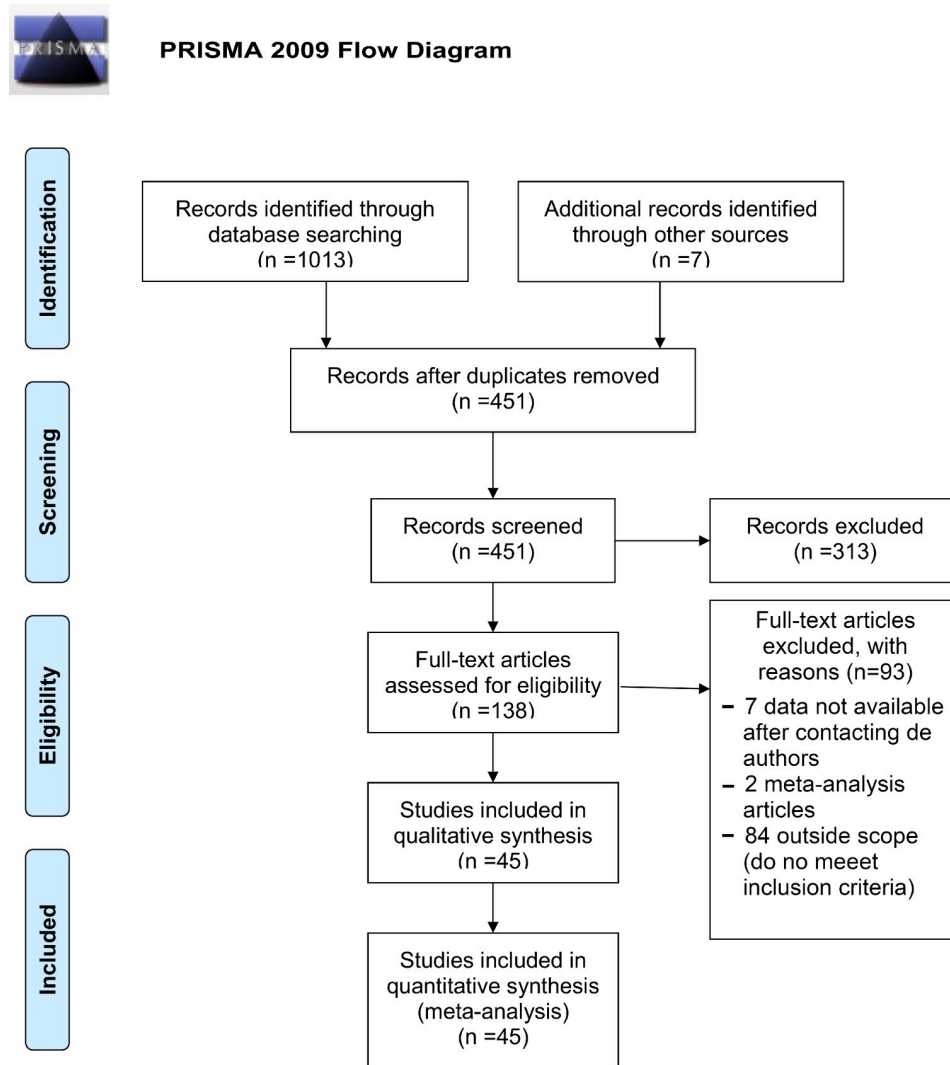 PRISMA
PRISMA 2009 Flow Diagram
Identification
Records identified through
database searching
(n =1013)
Additional records identified
through other sources
(n =7)
Records after duplicates removed
(n =451)
Screening
Records screened
(n =451)
Records excluded
(n =313)
Eligibility
Full-text articles
assessed for eligibility
(n =138)
Full-text articles
excluded, with
reasons (n=93)
– 7 data not available
after contacting de
authors
– 2 meta-analysis
articles
– 84 outside scope
(do no meeet
inclusion criteria)
Studies included in
qualitative synthesis
(n =45)
Included
Studies included in
quantitative synthesis
(meta-analysis)
(n =45)